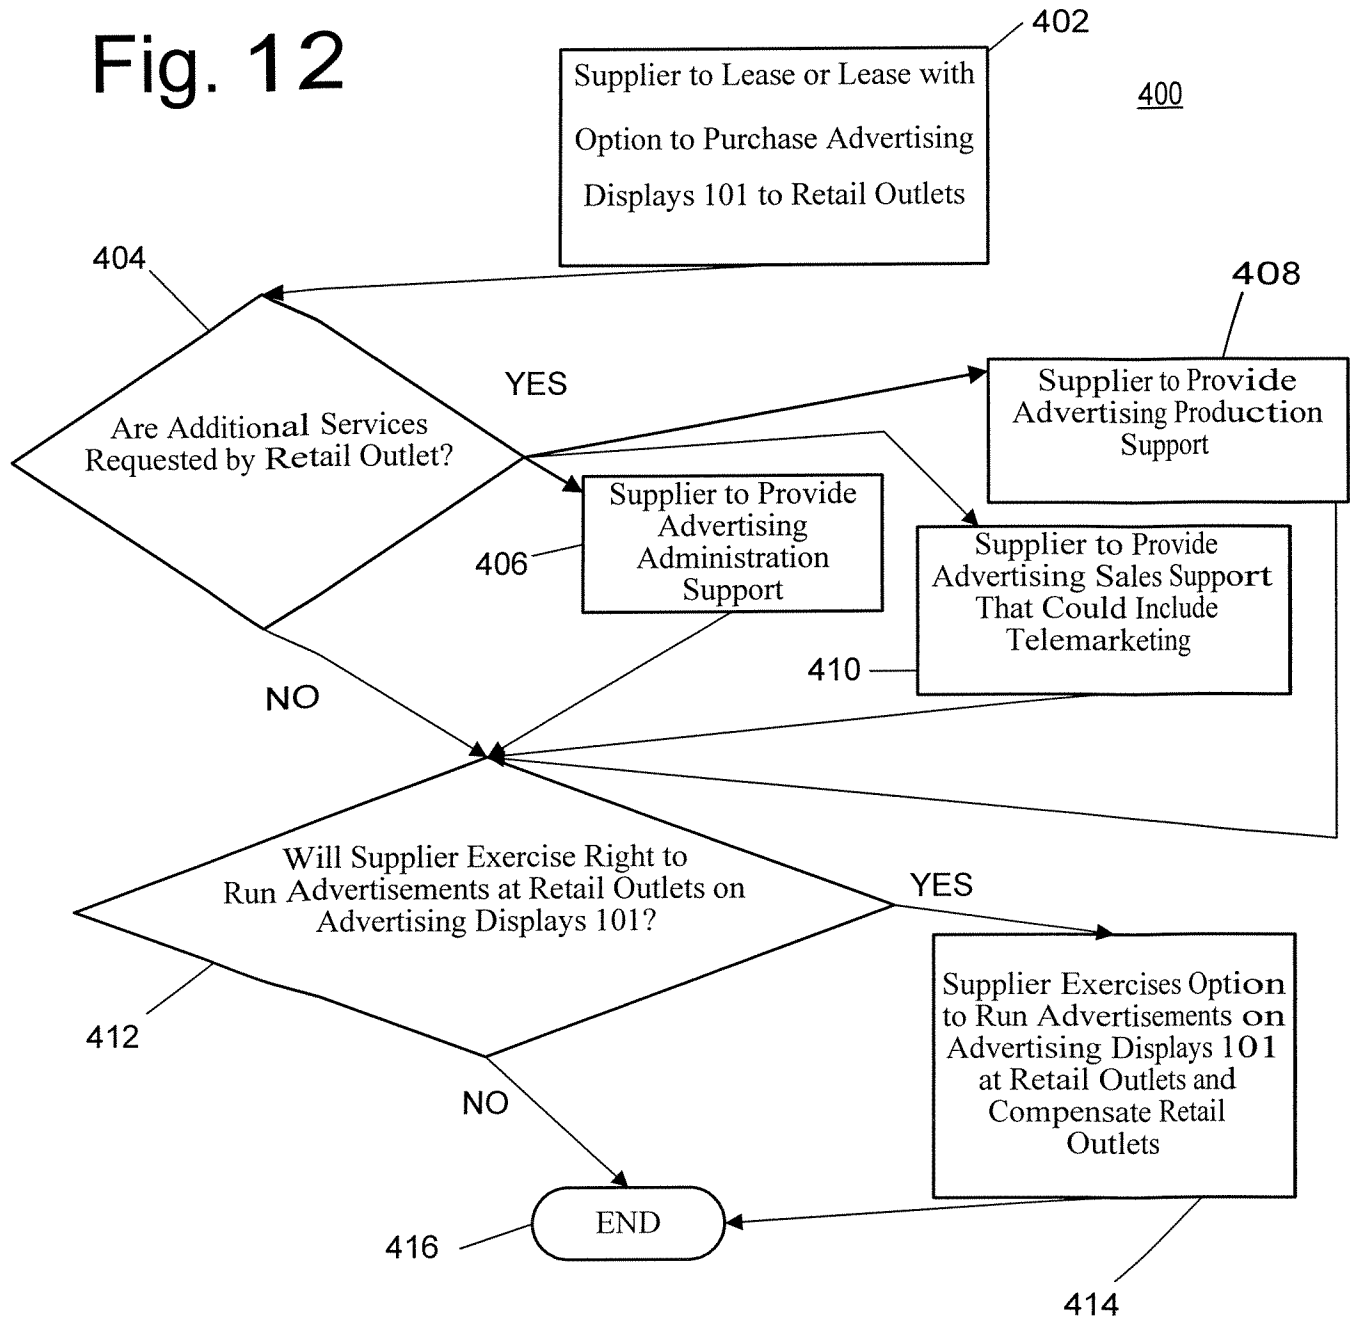 Fig. 12
402
400
Supplier to Lease or Lease with
Option to Purchase Advertising
Displays 101 to Retail Outlets
404
408
YES
Are Additional Services
Requested by Retail Outlet?
Supplier to Provide
Advertising Production
Support
406
Supplier to Provide
Advertising
Administration
Support
Supplier to Provide
Advertising Sales Support
That Could Include
Telemarketing
410
NO
Will Supplier Exercise Right to
Run Advertisements at Retail Outlets on
Advertising Displays 101?
YES
412
Supplier Exercises Option
to Run Advertisements on
Advertising Displays 101
at Retail Outlets and
Compensate Retail
Outlets
NO
END
416
414